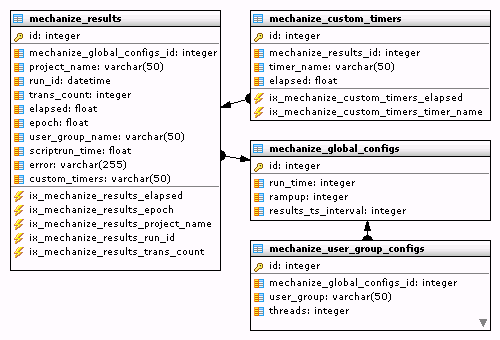 mechanize_results
id: integer
mechanize_global_configs_id: integer
project_name: varchar(50)
run_id: datetime
trans_count: integer
elapsed: float
epoch: float
user_group_name: varchar(50)
scriptrun_time: float
error: varchar(255)
custom_timers: varchar(50)
ix_mechanize_results_elapsed
ix_mechanize_results_epoch
ix_mechanize_results_project_name
ix_mechanize_results_run_id
ix_mechanize_results_trans_count
mechanize_custom_timers
id: integer
mechanize_results_id: integer
timer_name: varchar(50)
elapsed: float
ix_mechanize_custom_timers_elapsed
ix_mechanize_custom_timers_timer_name
mechanize_global_configs
id: integer
run_time: integer
rampup: integer
results_ts_interval: integer
mechanize_user_group_configs
id: integer
mechanize_global_configs_id: integer
user_group: varchar(50)
threads: integer